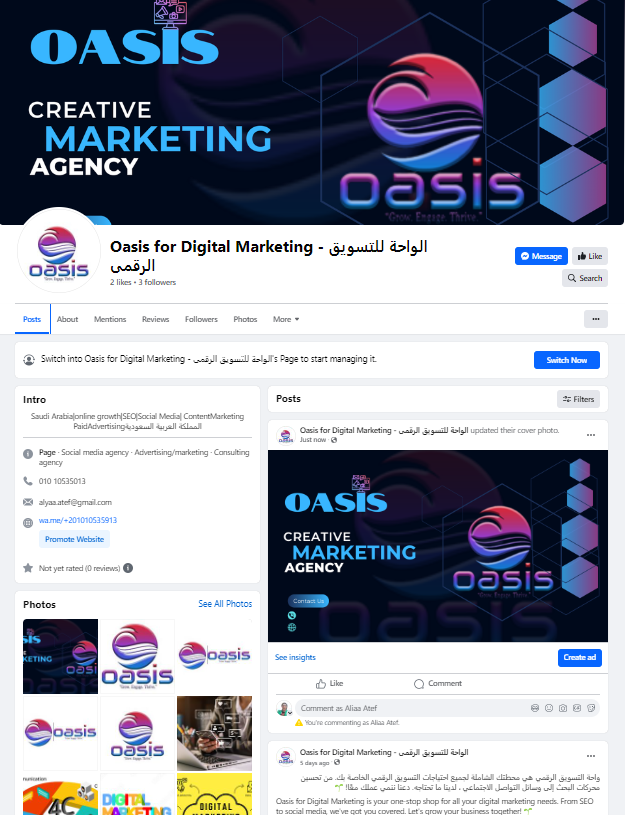 OASIS
CREATIVE
MARKETING
AGENCY
oasis
"Grow. Engage. Thrive."
oasis
Oasis for Digital Marketing - الواحة للتسويق
الرقمى
2 likes • 3 followers
Message
Like
Search
Posts
About
Mentions
Reviews
Followers
Photos
More
Switch into Oasis for Digital Marketing - الواحة للتسويق الرقمى's Page to start managing it.
Switch Now
Intro
Saudi Arabia|online growth|SEO|Social Media| ContentMarketing
PaidAdvertisingالمملكة العربية السعودية
Page · Social media agency · Advertising/marketing · Consulting
agency
010 10535013
alyaa.atef@gmail.com
wa.me/+201010535913
Promote Website
Not yet rated (0 reviews)
Photos
See All Photos
KETING
oasis
oasis
oasis
oasis
4C
DIGITAL
MARKETING
DIGITAL
MARKETING
Posts
Filters
Oasis for Digital Marketing - الواحة للتسويق الرقمى updated their cover photo.
Just now
OASIS
CREATIVE
MARKETING
AGENCY
Contact Us
oasis
"Grow. Engage. Thrive."
See insights
Create ad
Like
Comment
Comment as Aliaa Atef
You're commenting as Aliaa Atef.
Oasis for Digital Marketing - الواحة للتسويق الرقمى
5 days ago
واحة التسويق الرقمي هي محطتك الشاملة لجميع احتياجات التسويق الرقمي الخاصة بك. من تحسين
محركات البحث إلى وسائل التواصل الاجتماعي ، لدينا ما تحتاجه. دعنا ننمي عملك معًا!
Oasis for Digital Marketing is your one-stop shop for all your digital marketing needs. From SEO
to social media, we've got you covered. Let's grow your business together!